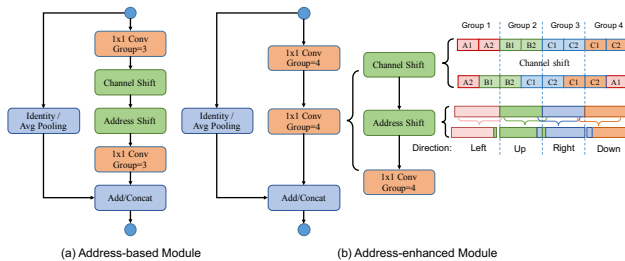 1x1 Conv
Group=3
Channel Shift
Address Shift
1x1 Conv
Group=3
Identity /
Avg Pooling
Add/Concat
(a) Address-based Module
1x1 Conv
Group=4
1x1 Conv
Group=4
Identity /
Avg Pooling
Add/Concat
Channel Shift
Address Shift
1x1 Conv
Group=4
Group 1 Group 2 Group 3 Group 4
A1 A2 B1 B2 C1 C2 C1 C2
Channel shift
A2 B1 B2 C1 C2 C1 C2 A1
Direction: Left Up Right Down
(b) Address-enhanced Module